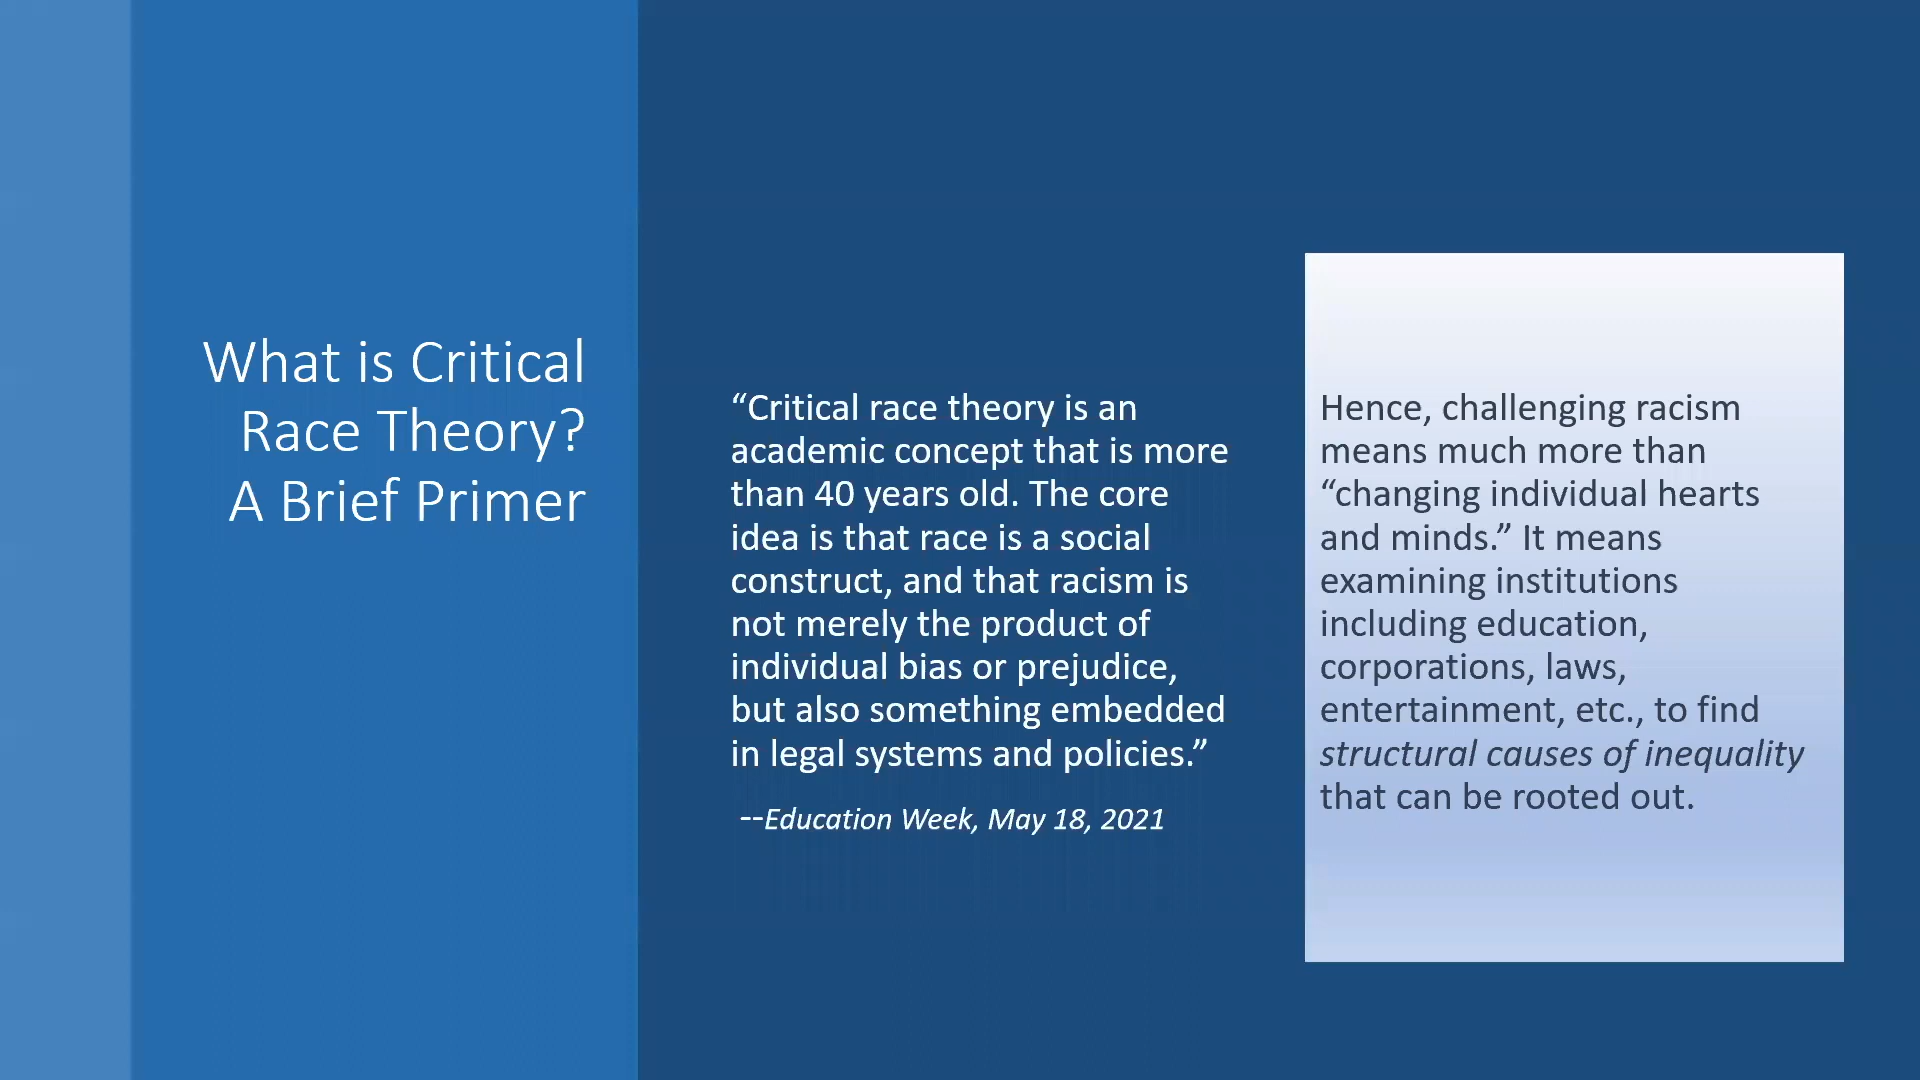 What is Critical
Race Theory?
A Brief Primer
“Critical race theory is an
academic concept that is more
than 40 years old. The core
idea is that race is a social
construct, and that racism is
not merely the product of
individual bias or prejudice,
but also something embedded
in legal systems and policies.”
--Education Week, May 18, 2021
Hence, challenging racism
means much more than
“changing individual hearts
and minds.” It means
examining institutions
including education,
corporations, laws,
entertainment, etc., to find
structural causes of inequality
that can be rooted out.